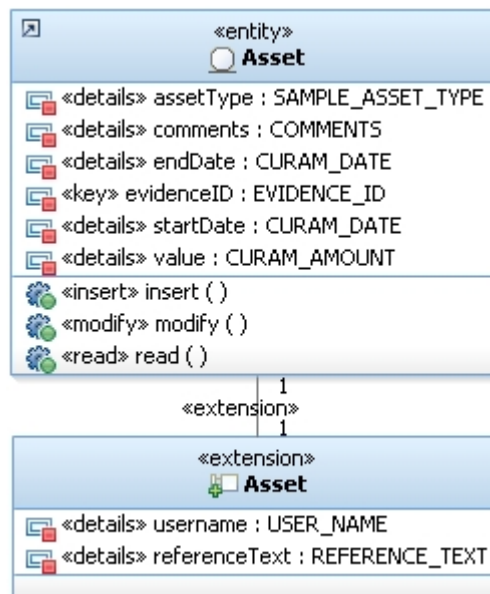 «entity»
Asset
«details» assetType : SAMPLE_ASSET_TYPE
«details» comments : COMMENTS
«details» endDate : CURAM_DATE
«key» evidenceID : EVIDENCE_ID
«details» startDate : CURAM_DATE
«details» value : CURAM_AMOUNT
«insert» insert ( )
«modify» modify ( )
«read» read ( )
1
«extension»
1
«extension»
Asset
«details» username : USER_NAME
«details» referenceText : REFERENCE_TEXT